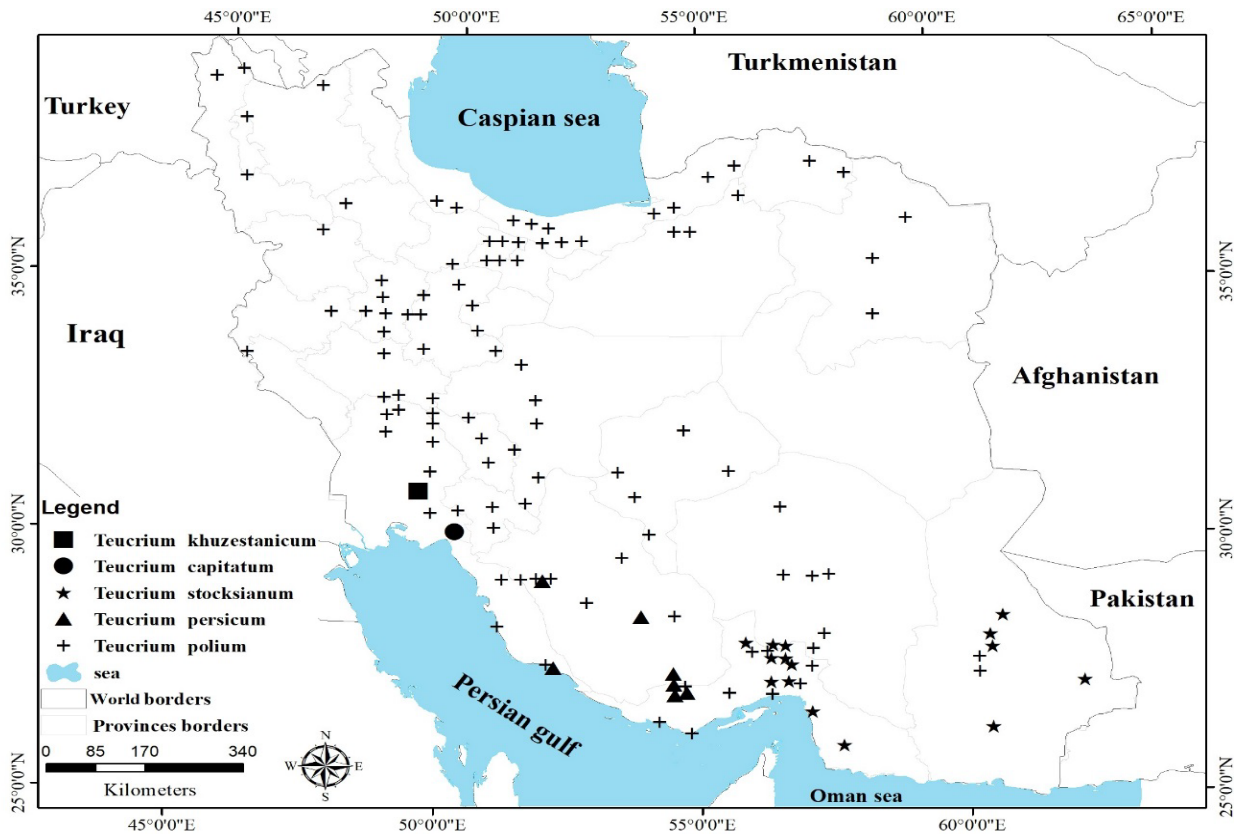 45°0'0"E 50°0'0"E 55°0'0"E 60°0'0"E 65°0'0"E
Turkmenistan
Turkey
Caspian sea
35°0'0"N
35°0'0"N
Iraq
Afghanistan
Legend
30°0'0"N
30°0'0"N
Teucrium khuzestanicum
Teucrium capitatum
Teucrium stocksianum
Teucrium persicum
Teucrium polium
sea
World borders
Provinces borders
Pakistan
Persian gulf
0 85 170 340
Kilometers
N
W E
S
Oman sea
25°0'0"N
25°0'0"N
45°0'0"E 50°0'0"E 55°0'0"E 60°0'0"E